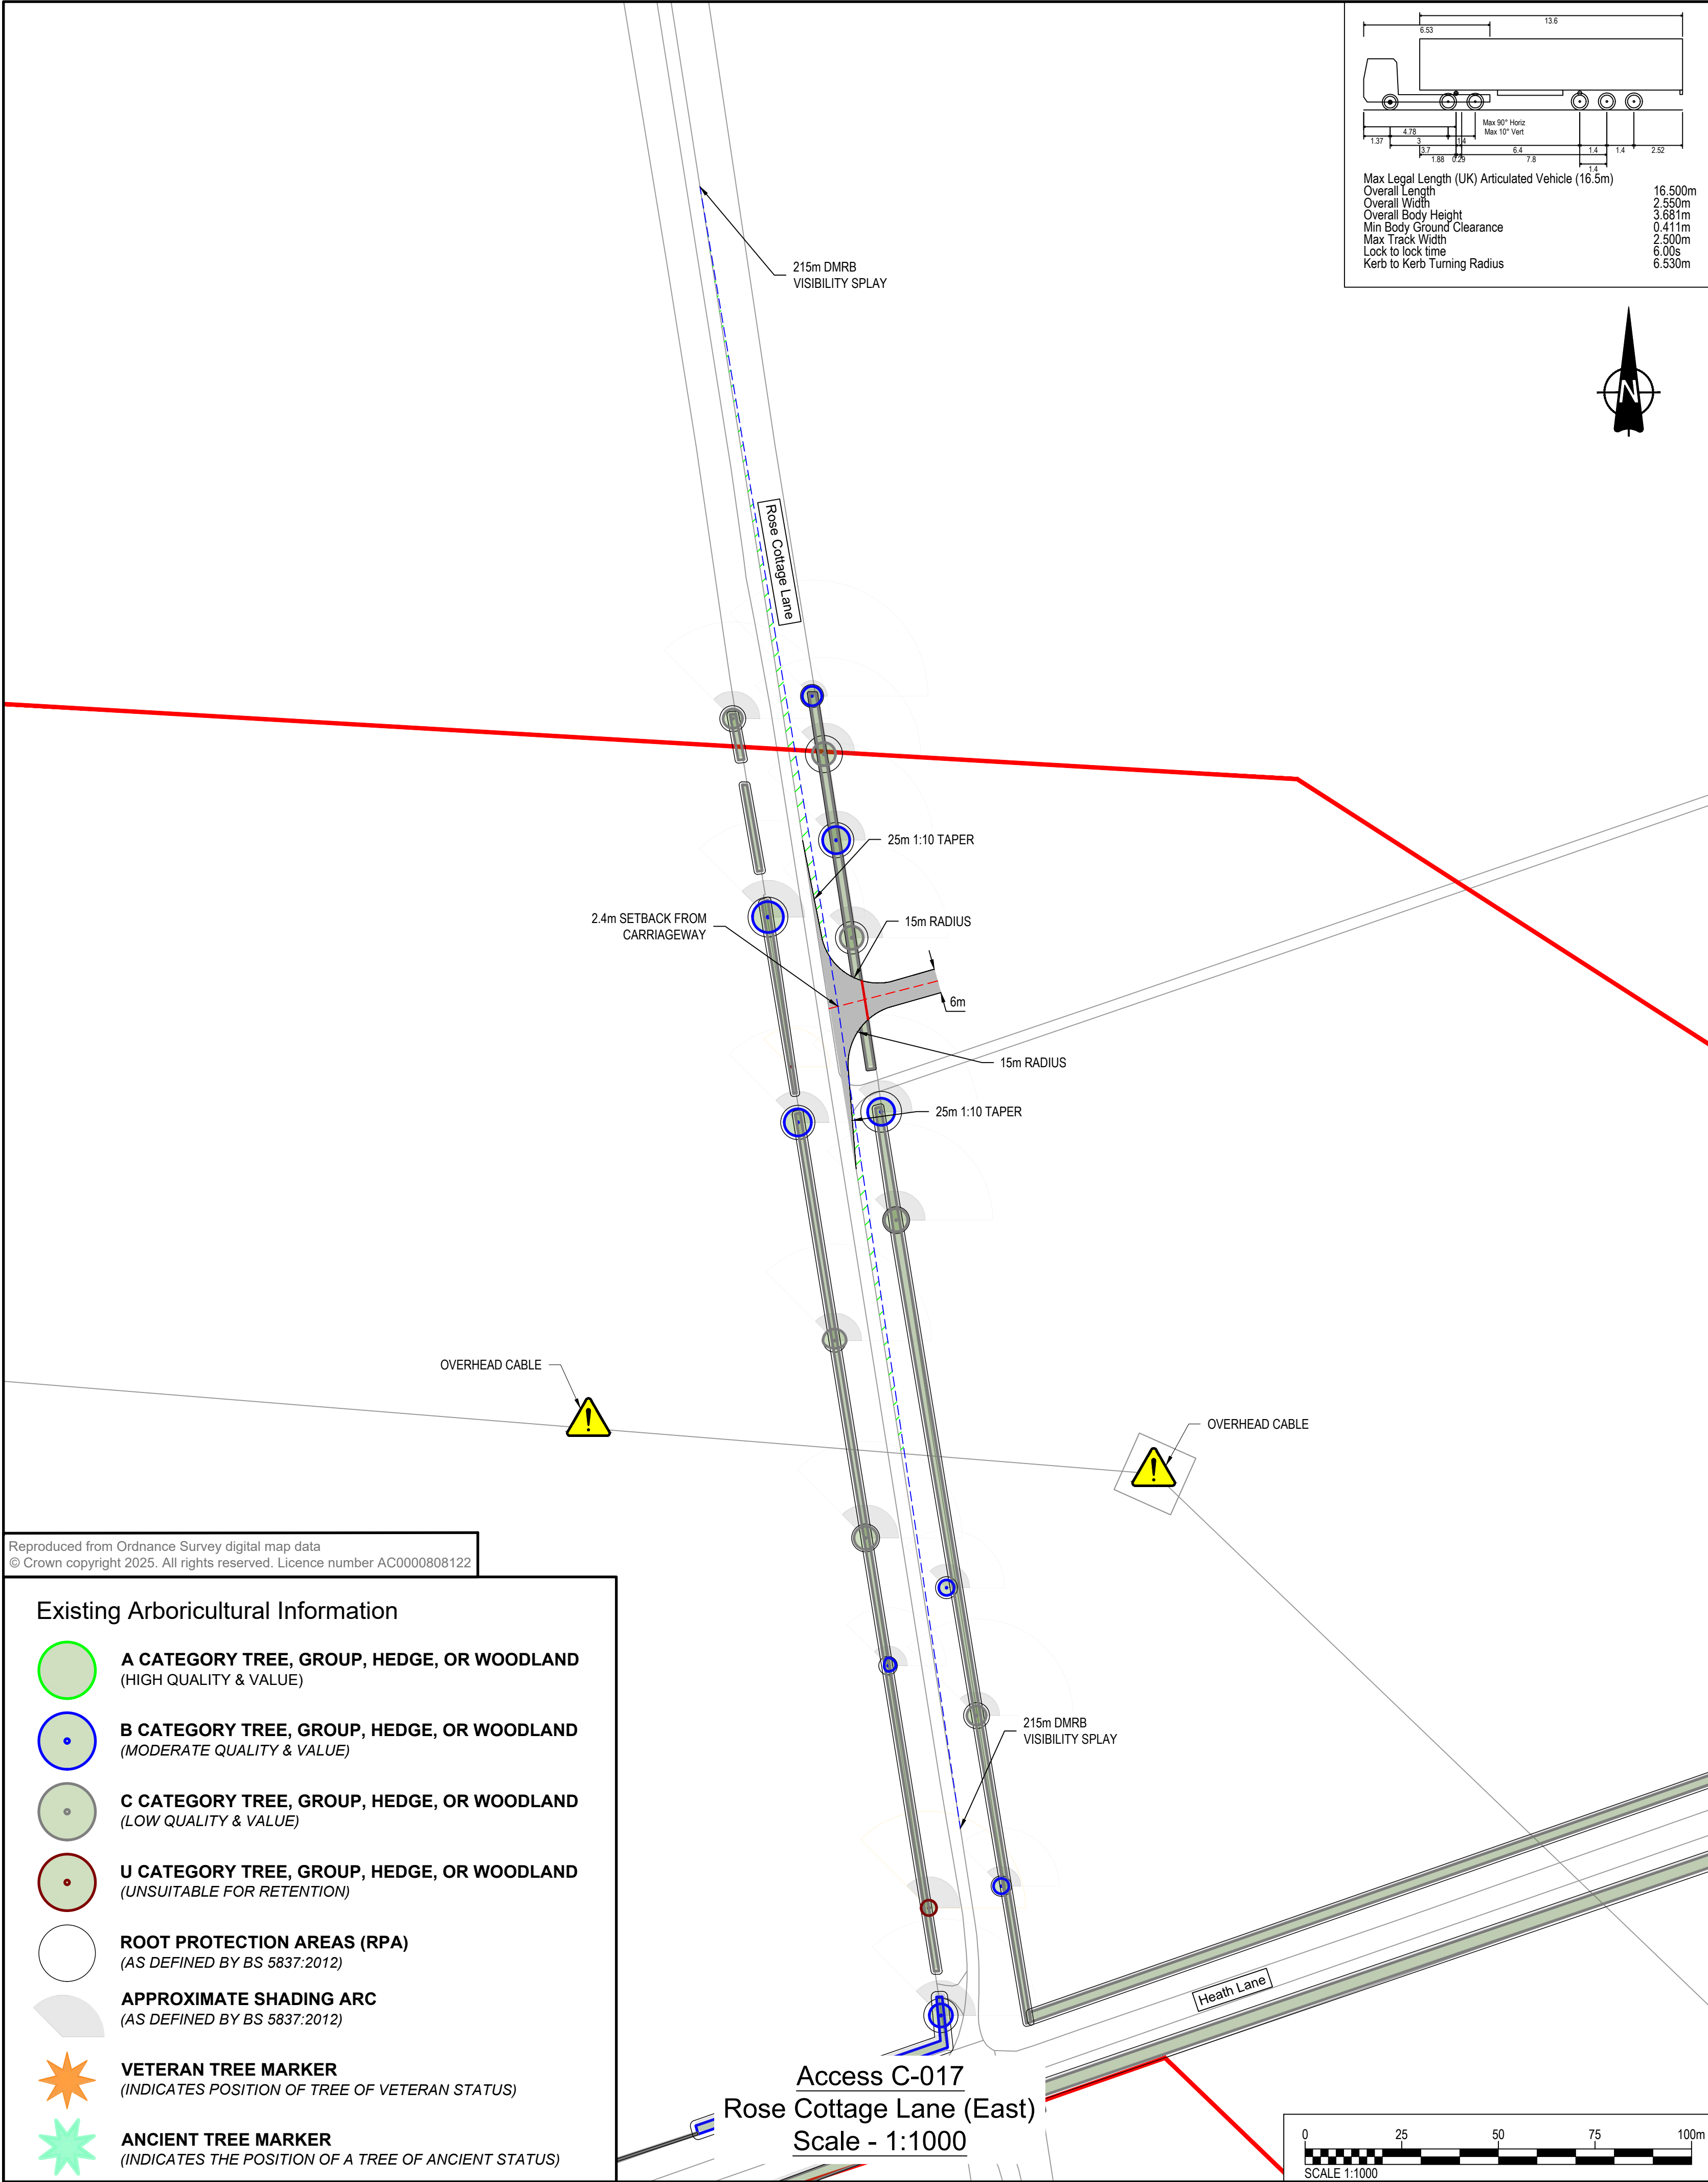 13.6
6.53
Max 90° Horiz
Max 10° Vert
4.78
1.37
3
1.4
3.7
6.4
1.4
1.4
2.52
1.88
0.29
7.8
1.4
Max Legal Length (UK) Articulated Vehicle (16.5m)
Overall Length 16.500m
Overall Width 2.550m
Overall Body Height 3.681m
Min Body Ground Clearance 0.411m
Max Track Width 2.500m
Lock to lock time 6.00s
Kerb to Kerb Turning Radius 6.530m
N
215m DMRB
VISIBILITY SPLAY
Rose Cottage Lane
25m 1:10 TAPER
2.4m SETBACK FROM
CARRIAGEWAY
15m RADIUS
6m
15m RADIUS
25m 1:10 TAPER
OVERHEAD CABLE
OVERHEAD CABLE
215m DMRB
VISIBILITY SPLAY
Heath Lane
Reproduced from Ordnance Survey digital map data
© Crown copyright 2025. All rights reserved. Licence number AC0000808122
Existing Arboricultural Information
A CATEGORY TREE, GROUP, HEDGE, OR WOODLAND
(HIGH QUALITY & VALUE)
B CATEGORY TREE, GROUP, HEDGE, OR WOODLAND
(MODERATE QUALITY & VALUE)
C CATEGORY TREE, GROUP, HEDGE, OR WOODLAND
(LOW QUALITY & VALUE)
U CATEGORY TREE, GROUP, HEDGE, OR WOODLAND
(UNSUITABLE FOR RETENTION)
ROOT PROTECTION AREAS (RPA)
(AS DEFINED BY BS 5837:2012)
APPROXIMATE SHADING ARC
(AS DEFINED BY BS 5837:2012)
VETERAN TREE MARKER
(INDICATES POSITION OF TREE OF VETERAN STATUS)
ANCIENT TREE MARKER
(INDICATES THE POSITION OF A TREE OF ANCIENT STATUS)
Access C-017
Rose Cottage Lane (East)
Scale - 1:1000
0 25 50 75 100m
SCALE 1:1000